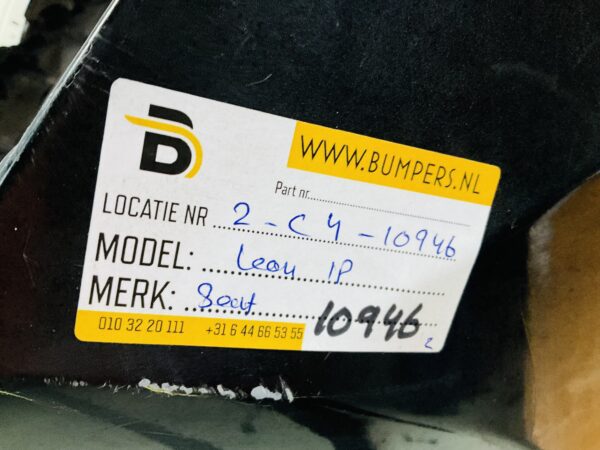 B
WWW.BUMPERS.NL
Part nr.
LOCATIE NR 2-C4-10946
MODEL: Leon 1P
MERK: Seat
10946
010 32 20 111 +31 6 44 66 53 55
2